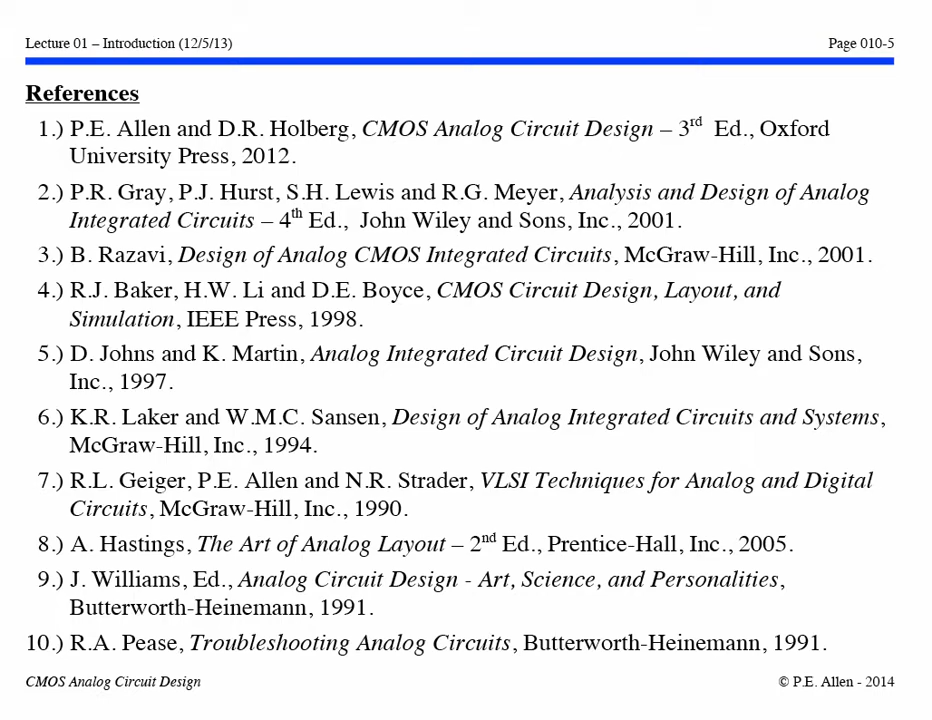 Lecture 01 – Introduction (12/5/13) Page 010-5
References
1.) P.E. Allen and D.R. Holberg, CMOS Analog Circuit Design – 3rd Ed., Oxford
University Press, 2012.
2.) P.R. Gray, P.J. Hurst, S.H. Lewis and R.G. Meyer, Analysis and Design of Analog
Integrated Circuits – 4th Ed., John Wiley and Sons, Inc., 2001.
3.) B. Razavi, Design of Analog CMOS Integrated Circuits, McGraw-Hill, Inc., 2001.
4.) R.J. Baker, H.W. Li and D.E. Boyce, CMOS Circuit Design, Layout, and
Simulation, IEEE Press, 1998.
5.) D. Johns and K. Martin, Analog Integrated Circuit Design, John Wiley and Sons,
Inc., 1997.
6.) K.R. Laker and W.M.C. Sansen, Design of Analog Integrated Circuits and Systems,
McGraw-Hill, Inc., 1994.
7.) R.L. Geiger, P.E. Allen and N.R. Strader, VLSI Techniques for Analog and Digital
Circuits, McGraw-Hill, Inc., 1990.
8.) A. Hastings, The Art of Analog Layout – 2nd Ed., Prentice-Hall, Inc., 2005.
9.) J. Williams, Ed., Analog Circuit Design - Art, Science, and Personalities,
Butterworth-Heinemann, 1991.
10.) R.A. Pease, Troubleshooting Analog Circuits, Butterworth-Heinemann, 1991.
CMOS Analog Circuit Design © P.E. Allen - 2014